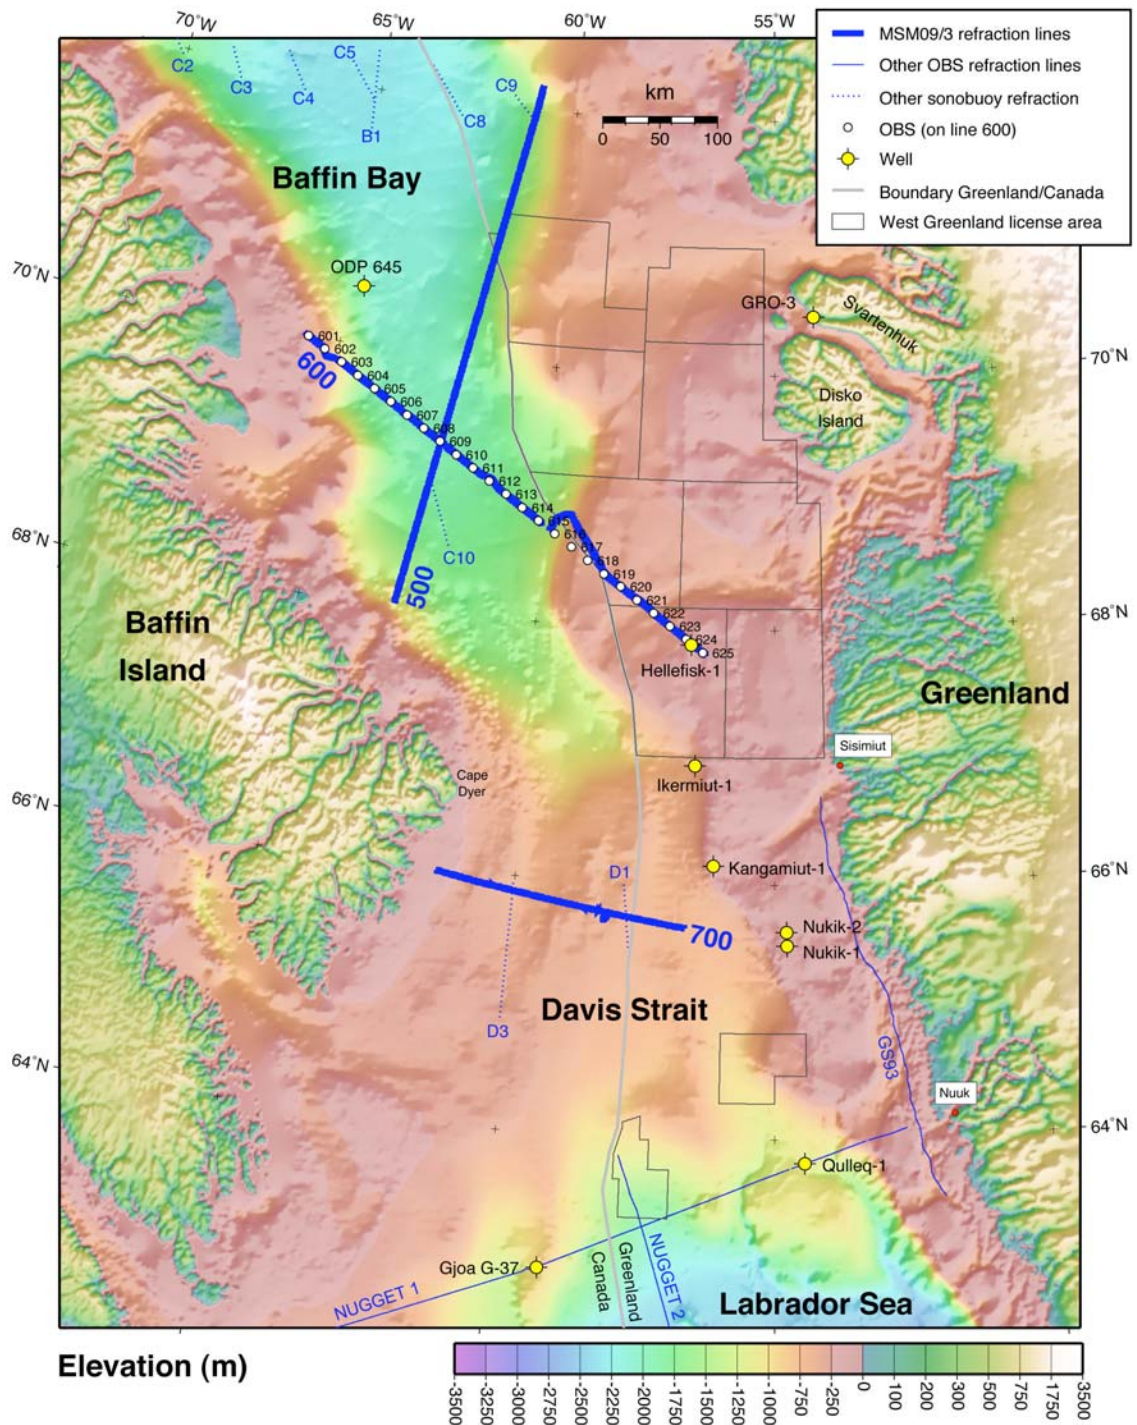 70°W
65°W
60°W
55°W
MSM09/3 refraction lines
Other OBS refraction lines
Other sonobuoy refraction
OBS (on line 600)
Well
Boundary Greenland/Canada
West Greenland license area
C2
C3
C4
C5
B1
C8
C9
km
0 50 100
Baffin Bay
70°N
ODP 645
GRO-3
Svartenhuk
70°N
Disko
Island
600
601
602
603
604
605
606
607
608
609
610
611
612
613
614
615
616
617
618
619
620
621
622
623
624
625
68°N
C10
500
68°N
Baffin
Island
Hellefisk-1
Greenland
Sisimiut
Ikermiut-1
Cape
Dyer
66°N
Kangamiut-1
66°N
D1
700
Nukik-2
Nukik-1
Davis Strait
D3
GS93
64°N
Nuuk
64°N
Qulleq-1
Gjoa G-37
NUGGET 1
Canada
Greenland
NUGGET 2
Labrador Sea
Elevation (m)
-3500
-3250
-3000
-2750
-2500
-2250
-2000
-1750
-1500
-1250
-1000
-750
-500
-250
0
100
200
300
500
750
1750
3500